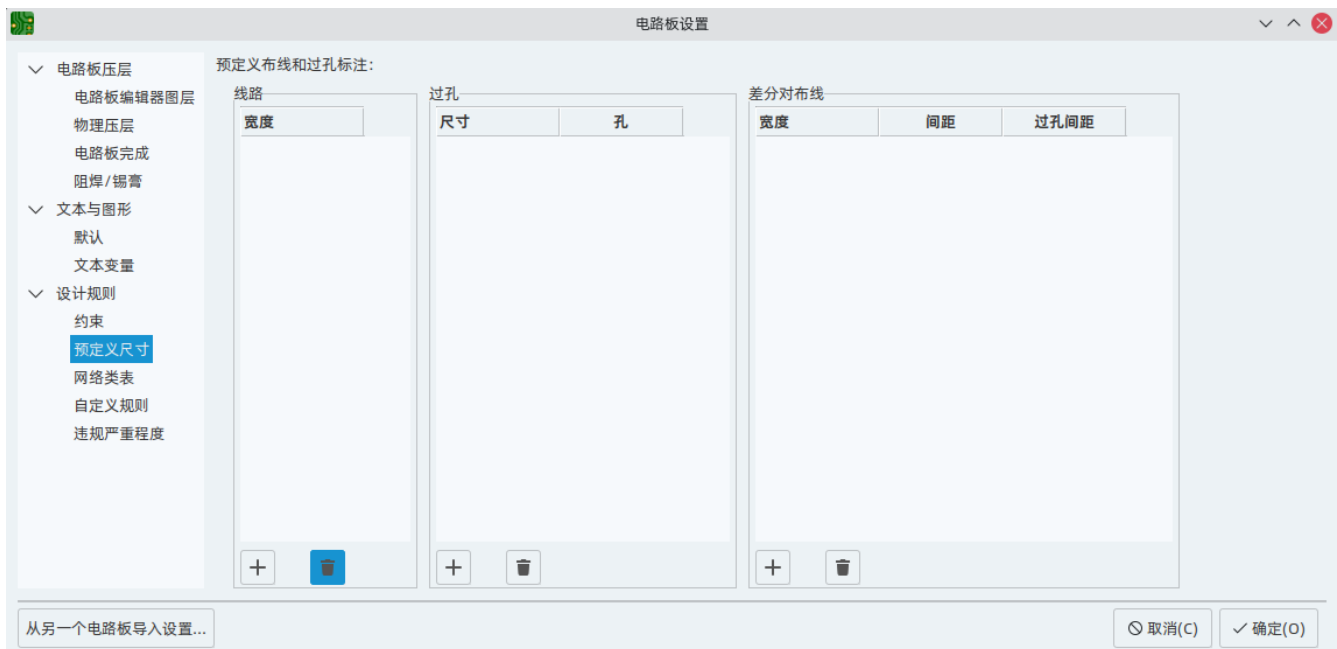 电路板设置
电路板压层
电路板编辑器图层
物理压层
电路板完成
阻焊/锡膏
文本与图形
默认
文本变量
设计规则
约束
预定义尺寸
网络类表
自定义规则
违规严重程度
预定义布线和过孔标注:
线路
宽度
过孔
尺寸 孔
差分对布线
宽度 间距 过孔间距
从另一个电路板导入设置...
取消(C)
确定(O)